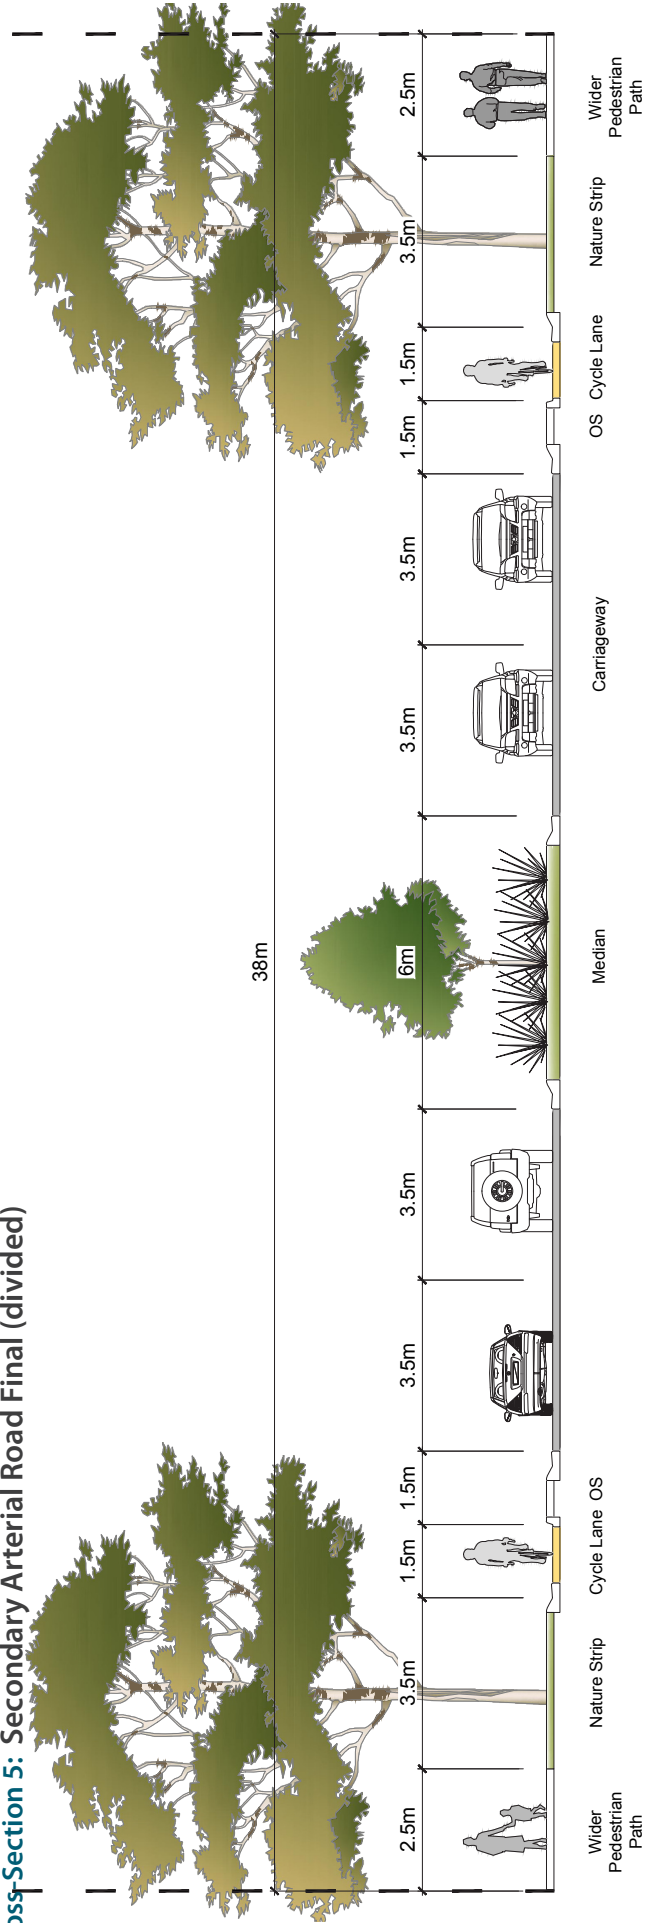 oss-Section 5: Secondary Arterial Road Final (divided)
38m
2.5m 3.5m 1.5m 1.5m 3.5m 3.5m 6m 3.5m 3.5m 1.5m 1.5m 3.5m 2.5m
Wider
Pedestrian
Path
Nature Strip
Cycle Lane
OS
Median
Carriageway
OS
Cycle Lane
Nature Strip
Wider
Pedestrian
Path